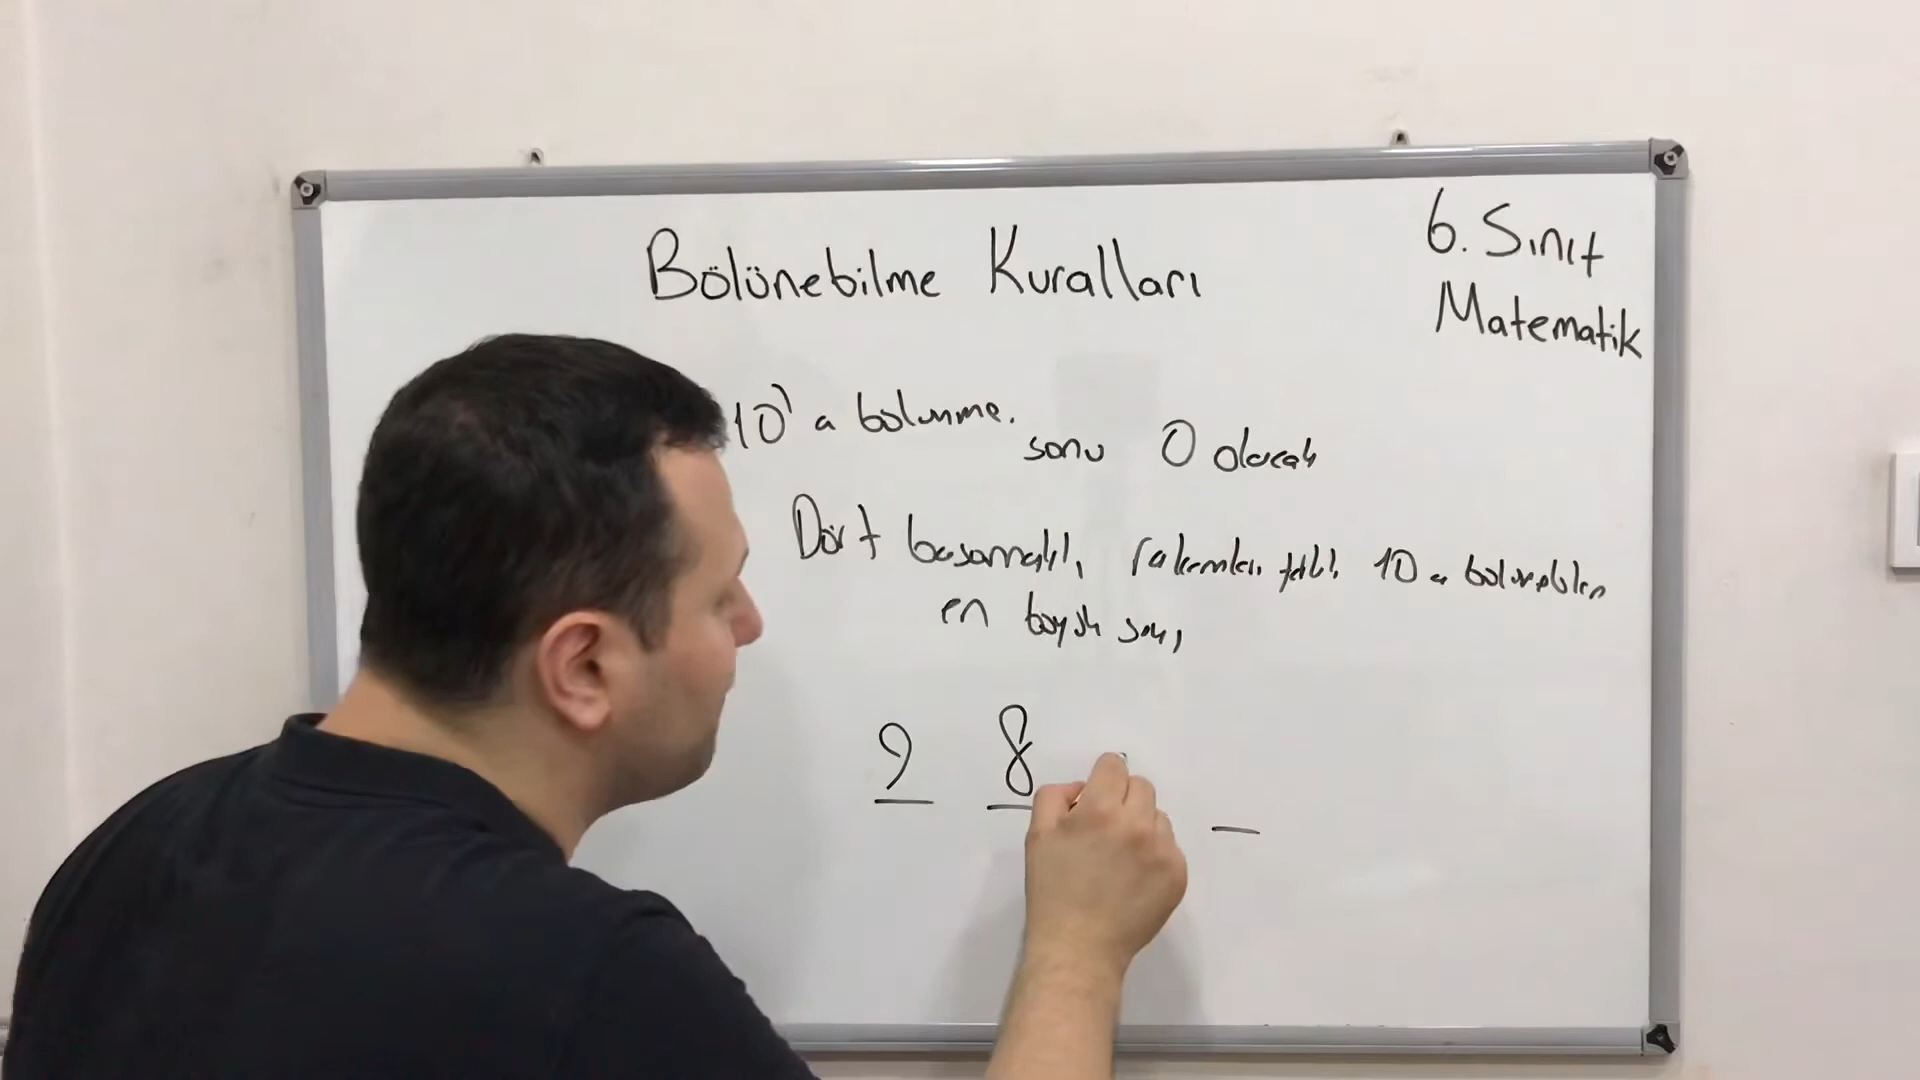 Bölünebilme Kuralları
6. Sınıf
Matematik
10'a bölünme.
sonu 0 olacak
Dört basamaklı, rakamları farklı 10a bölünebilen
en büyük sayı
9 8